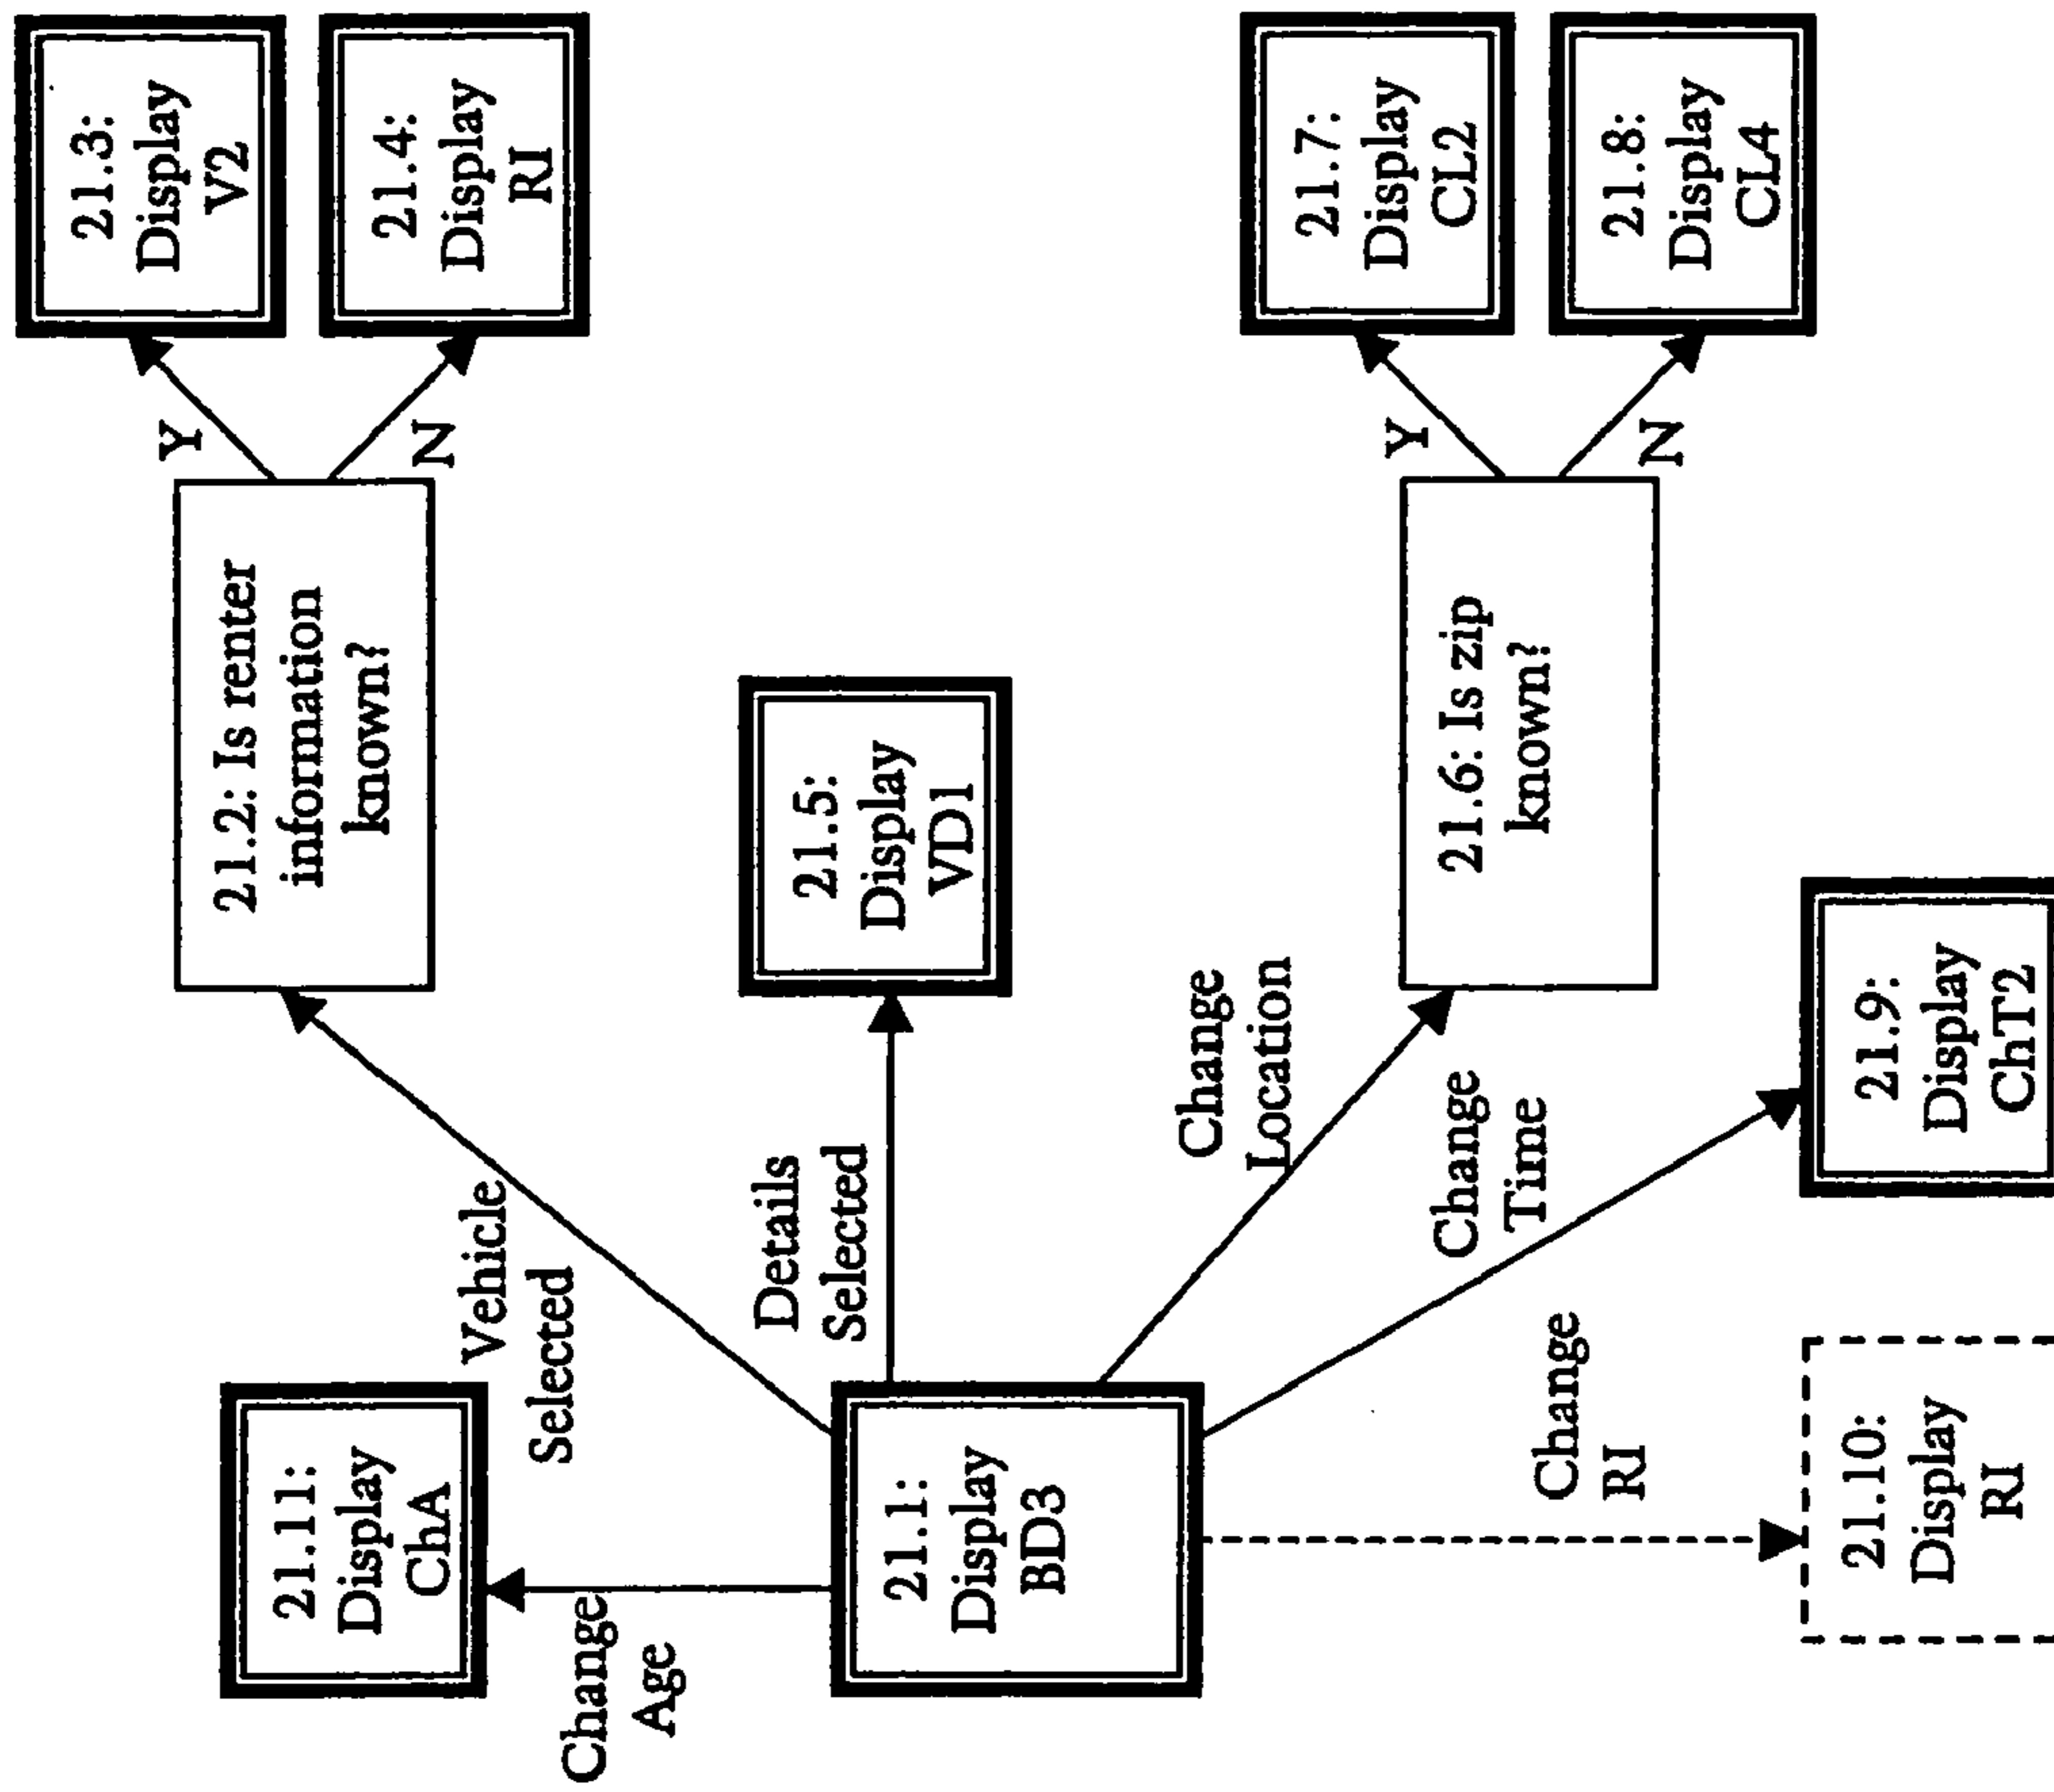 21.3:
Display
V2
21.4:
Display
RI
Y
N
21.2: Is renter
information
known?
Vehicle
Selected
21.11:
Display
ChA
Change
Age
21.1:
Display
BD3
Details
Selected
21.5:
Display
VD1
Change
Location
21.6: Is zip
known?
Y
N
21.7:
Display
CL2
21.8:
Display
CL4
Change
Time
21.9:
Display
ChT2
Change
RI
21.10:
Display
RI